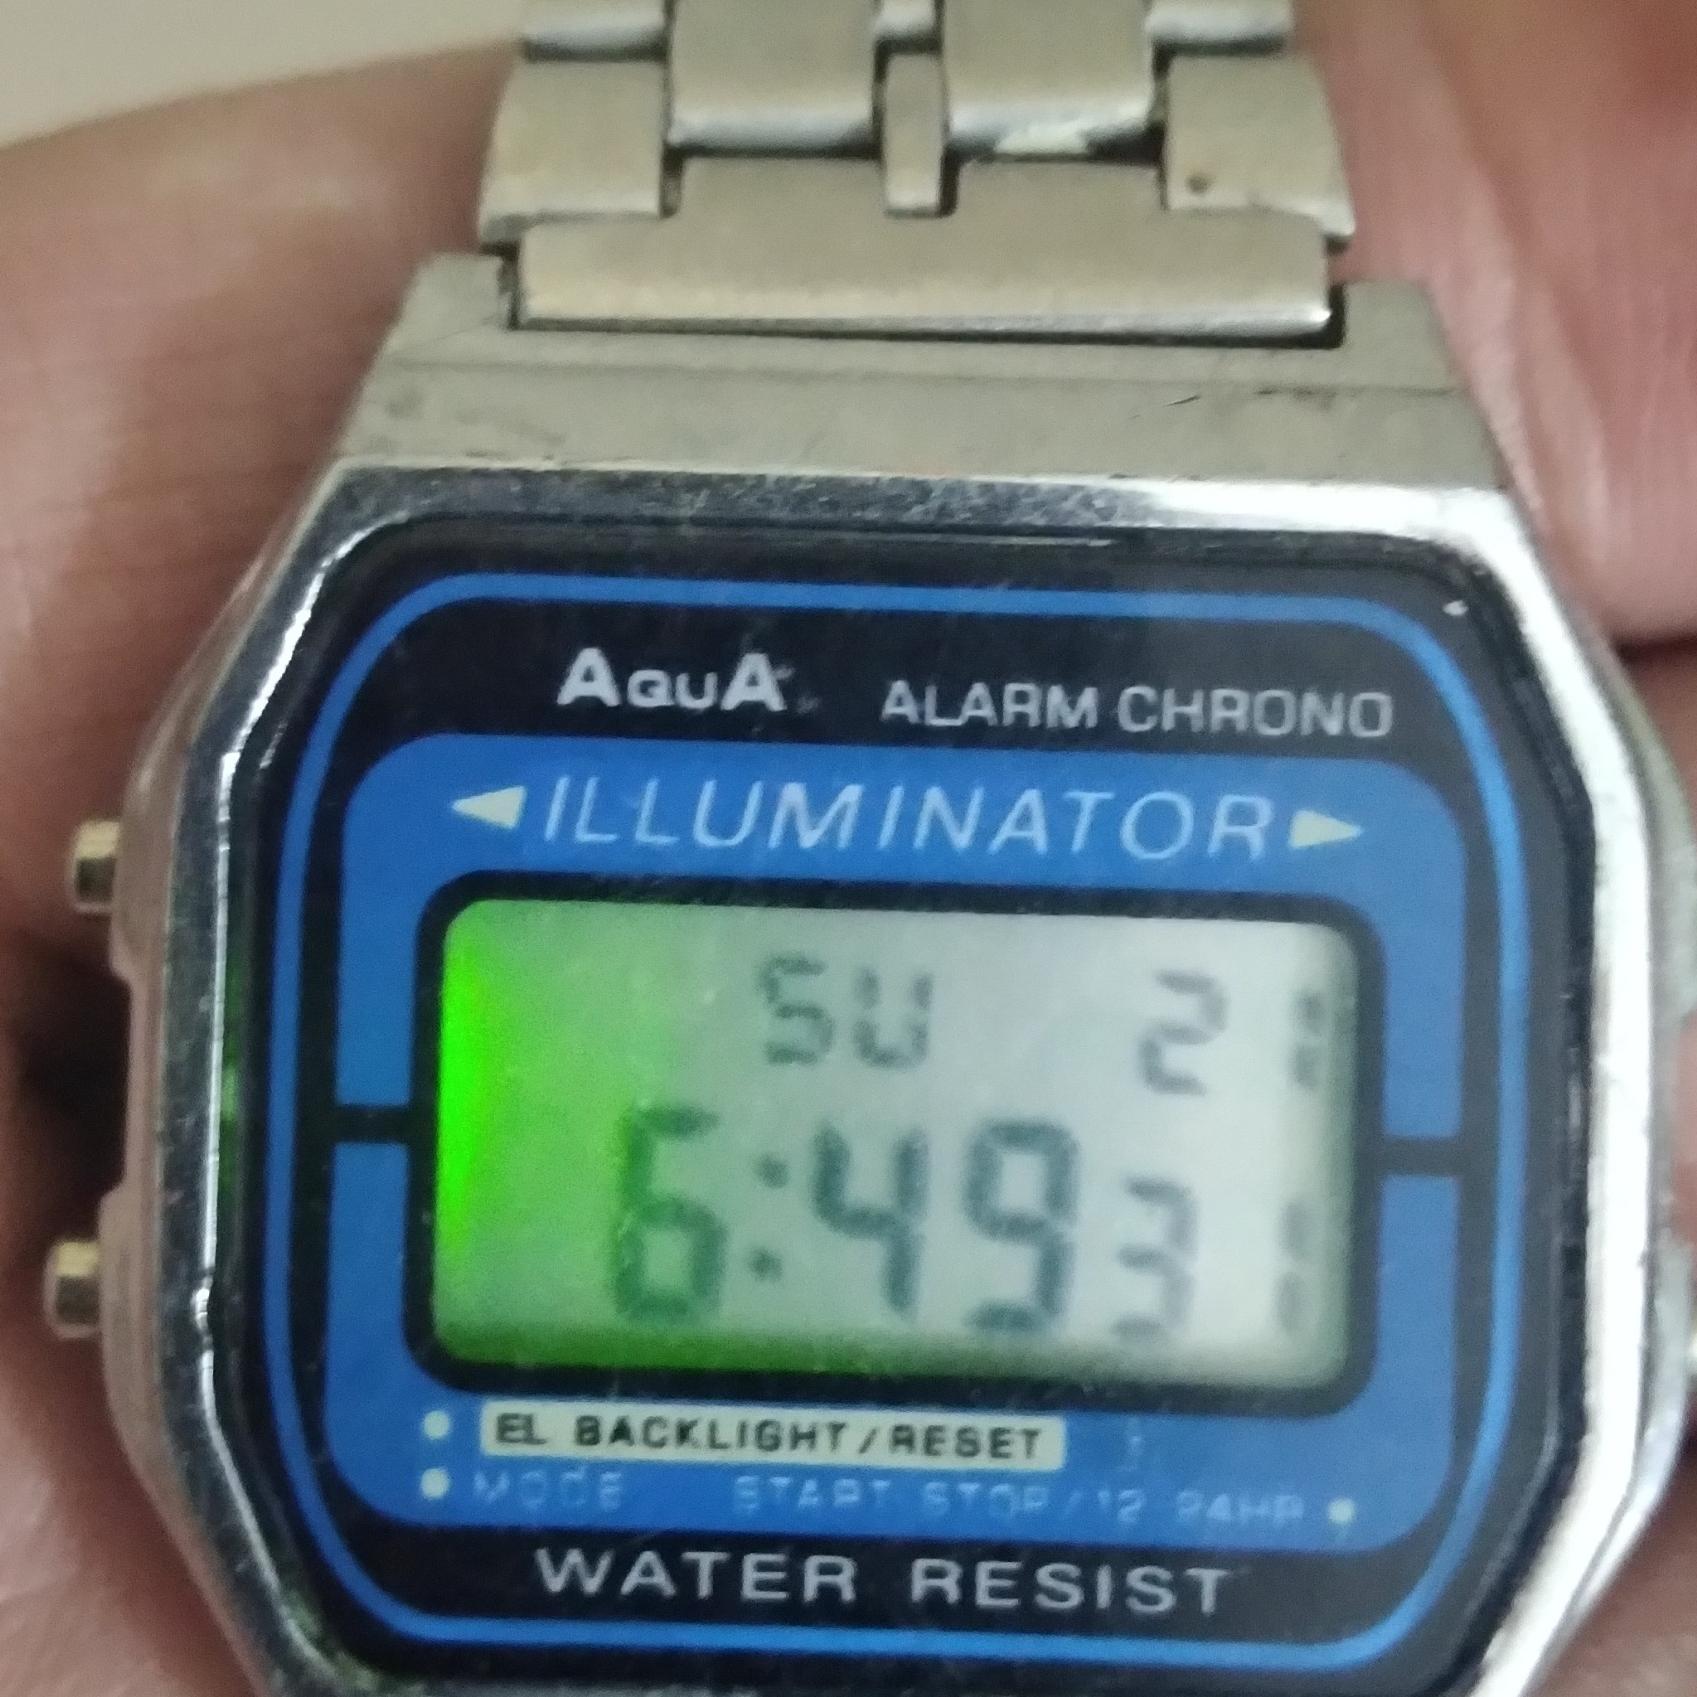 AQUA ALARM CHRONO
ILLUMINATOR
SU 2
6:49 3
EL BACKLIGHT/RESET
MODE START STOP/12 24HR
WATER RESIST